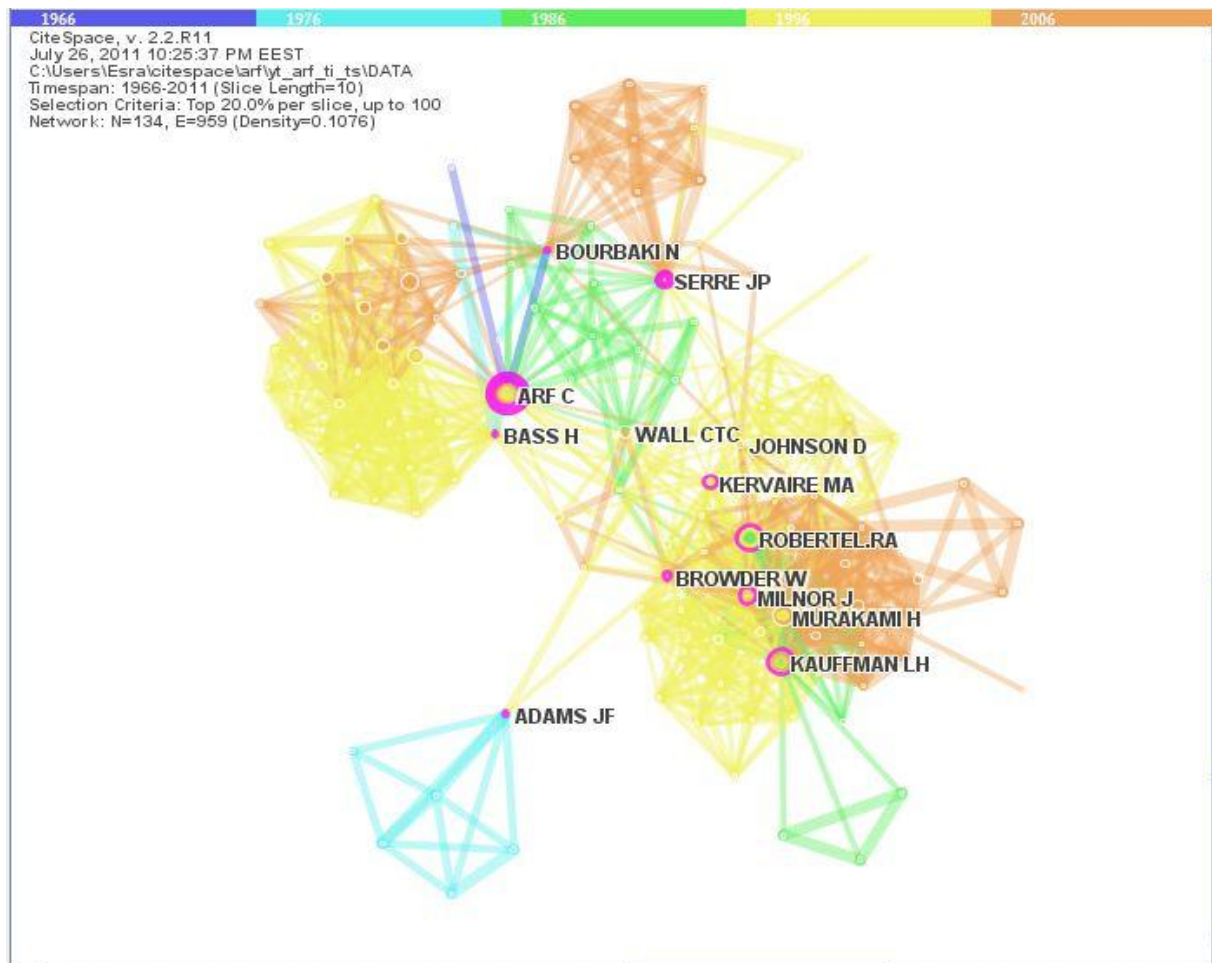 1966 1976 1986 1996 2006
CiteSpace, v. 2.2.R11
July 26, 2011 10:25:37 PM EEST
C:\Users\Esra\citespace\arf\yt_arf_ti_ts\DATA
Timespan: 1966-2011 (Slice Length=10)
Selection Criteria: Top 20.0% per slice, up to 100
Network: N=134, E=959 (Density=0.1076)
BOURBAKI N
SERRE JP
ARF C
BASS H
WALL CTC
JOHNSON D
KERVAIRE MA
ROBERTEL.RA
BROWDER W
MILNOR J
MURAKAMI H
KAUFFMAN LH
ADAMS JF